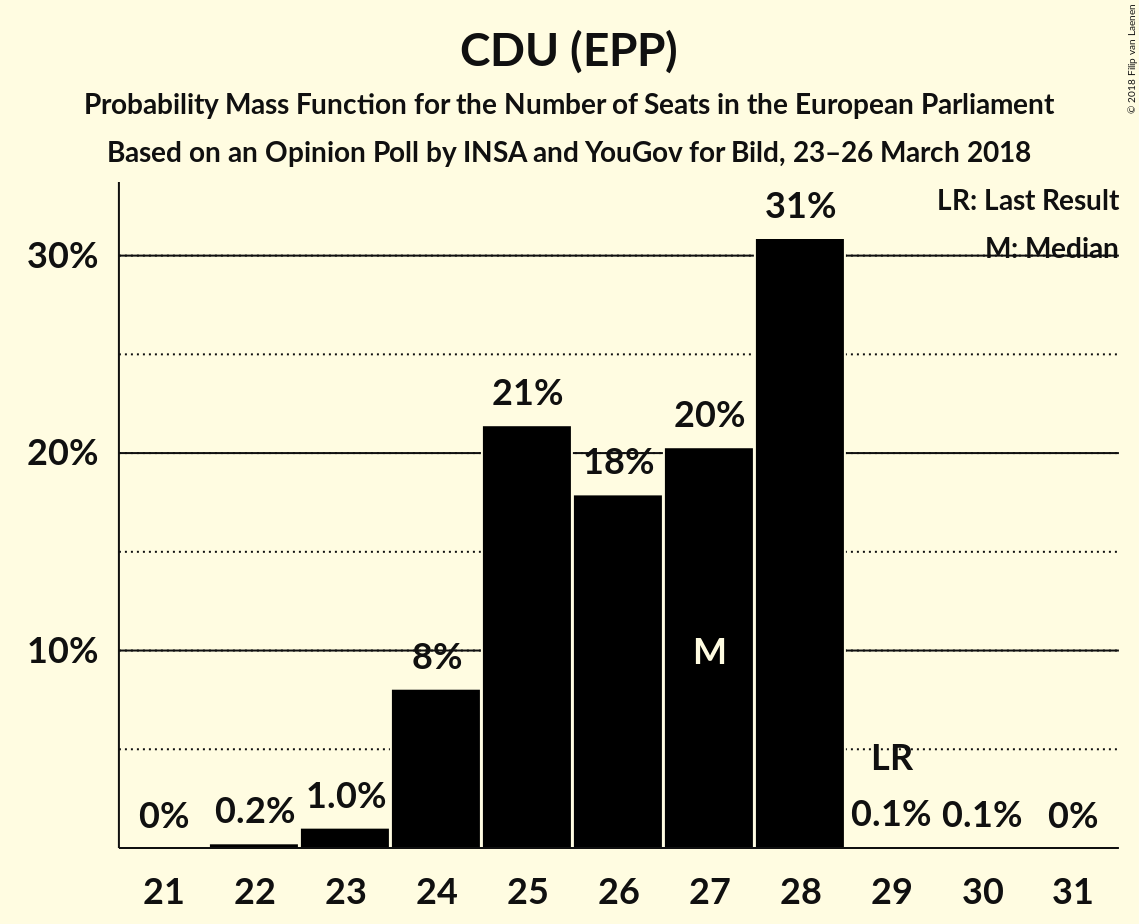 CDU (EPP)
Probability Mass Function for the Number of Seats in the European Parliament
Based on an Opinion Poll by INSA and YouGov for Bild, 23–26 March 2018
© 2018 Filip van Laenen
LR: Last Result
M: Median
30%
20%
10%
0%
0.2%
1.0%
8%
21%
18%
20%
31%
0.1%
0.1%
0%
M
LR
21 22 23 24 25 26 27 28 29 30 31